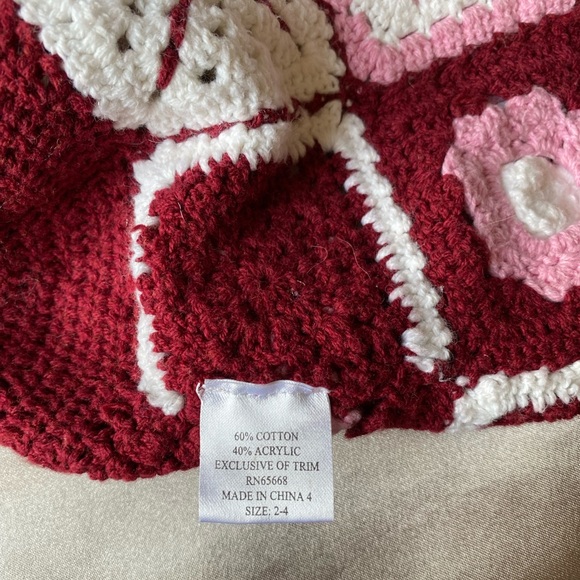 60% COTTON
40% ACRYLIC
EXCLUSIVE OF TRIM
RN65668
MADE IN CHINA 4
SIZE: 2-4